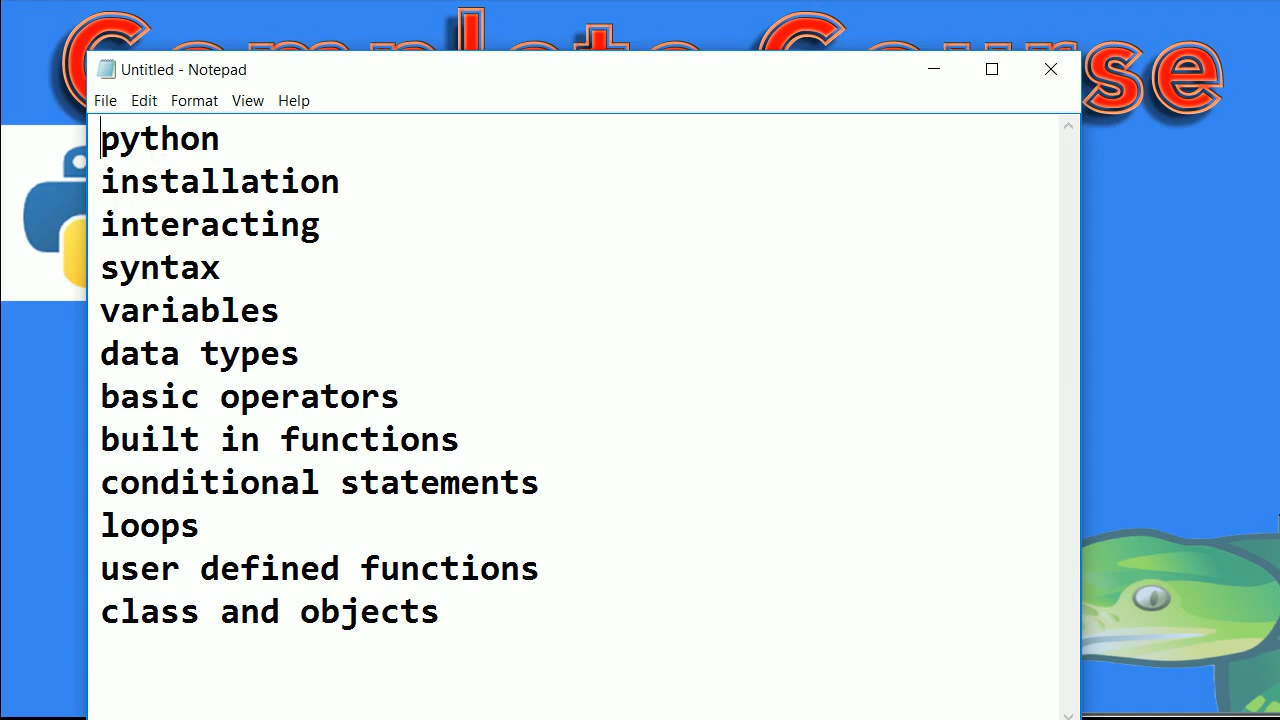 Complete Course
Untitled - Notepad
File Edit Format View Help
python
installation
interacting
syntax
variables
data types
basic operators
built in functions
conditional statements
loops
user defined functions
class and objects